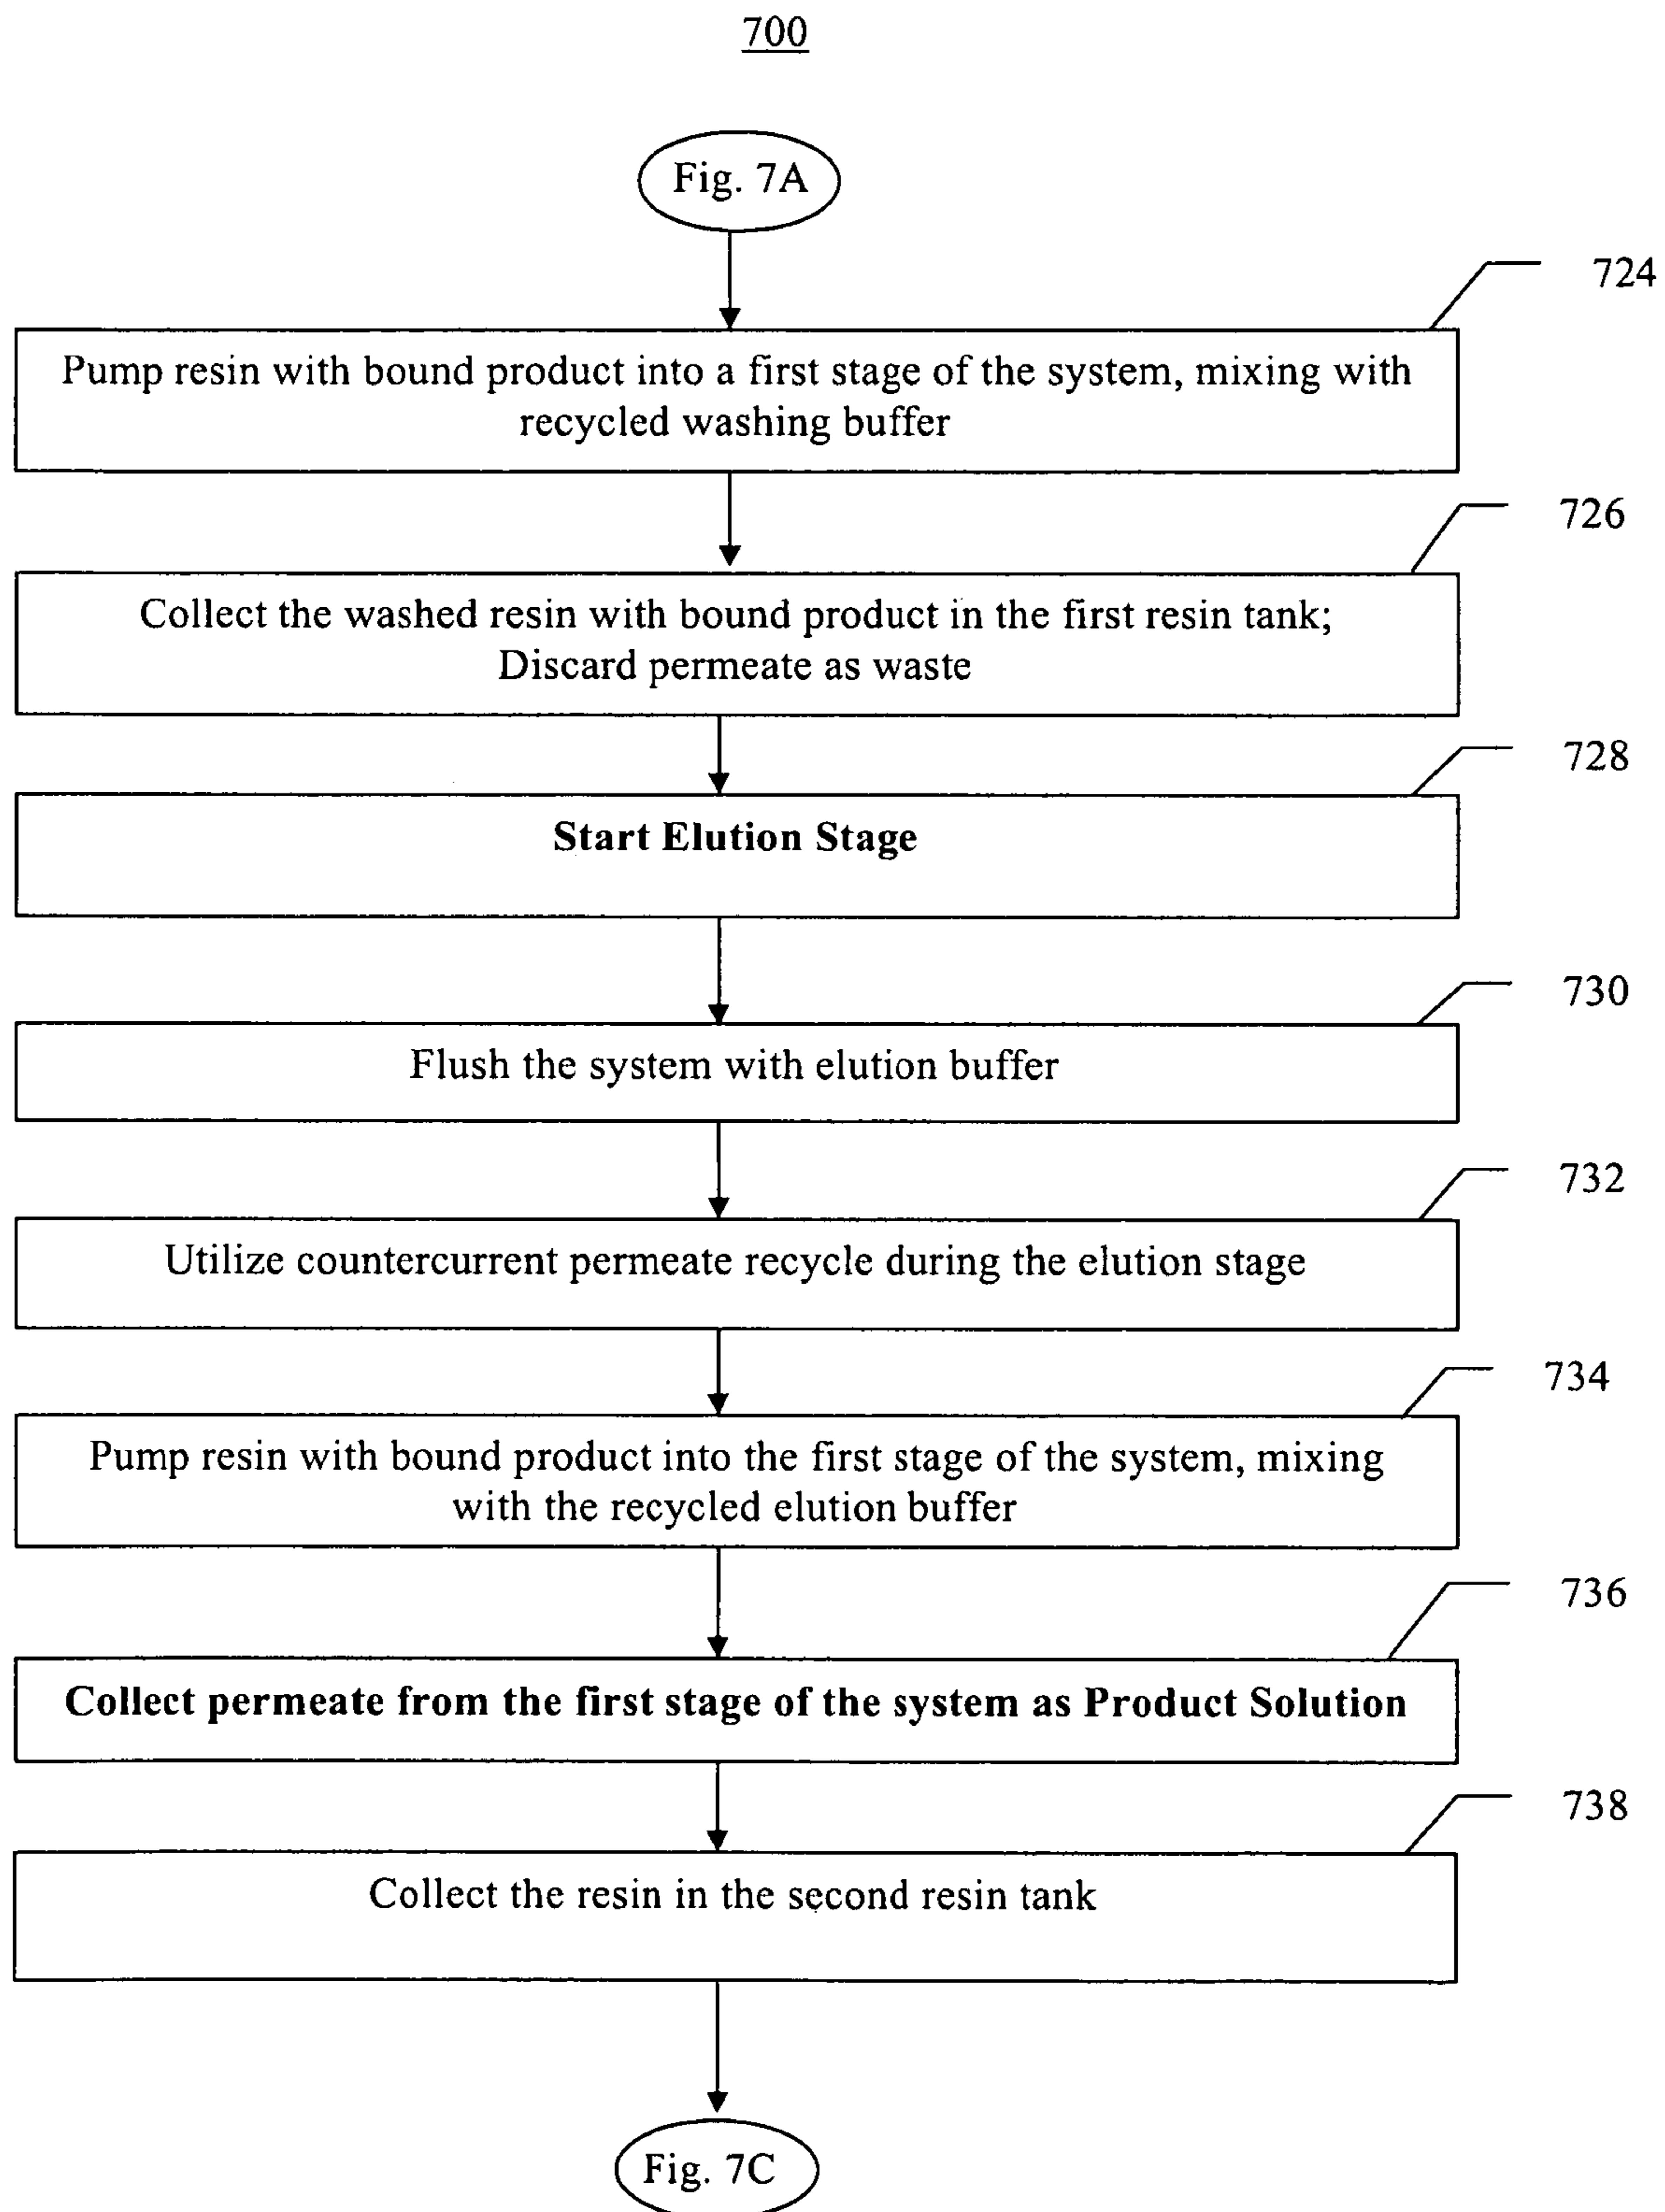 700
Fig. 7A
724
Pump resin with bound product into a first stage of the system, mixing with
recycled washing buffer
726
Collect the washed resin with bound product in the first resin tank;
Discard permeate as waste
728
Start Elution Stage
730
Flush the system with elution buffer
732
Utilize countercurrent permeate recycle during the elution stage
734
Pump resin with bound product into the first stage of the system, mixing
with the recycled elution buffer
736
Collect permeate from the first stage of the system as Product Solution
738
Collect the resin in the second resin tank
Fig. 7C